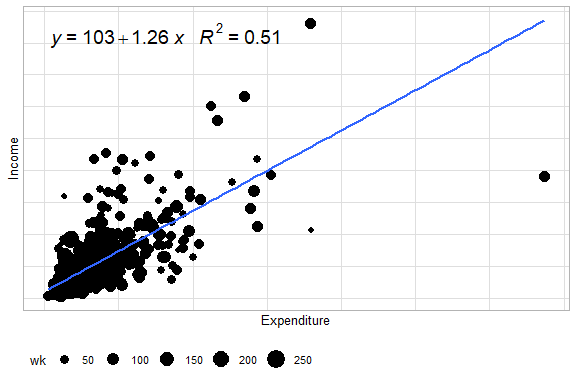 y = 103+1.26 x R² = 0.51
Income
Expenditure
wk 50 100 150 200 250